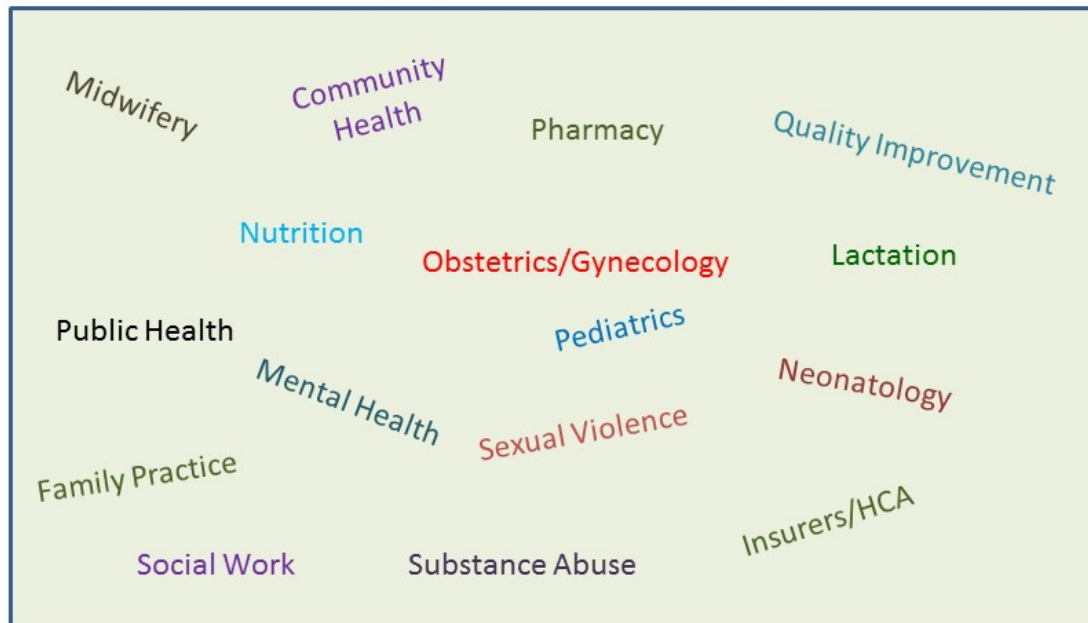 Midwifery
Community
Health
Pharmacy
Quality Improvement
Nutrition
Obstetrics/Gynecology
Lactation
Public Health
Pediatrics
Mental Health
Neonatology
Sexual Violence
Family Practice
Insurers/HCA
Social Work
Substance Abuse